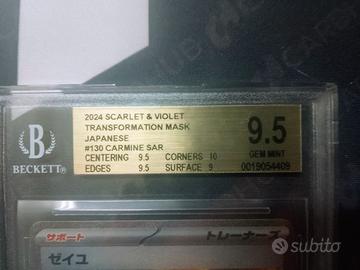 2024 SCARLET & VIOLET
TRANSFORMATION MASK
JAPANESE
#130 CARMINE SAR
CENTERING 9.5 CORNERS 10
EDGES 9.5 SURFACE 9
9.5
GEM MINT
0019054409
B
BECKETT®
サポート
トレーナーズ
ゼイユ
subito